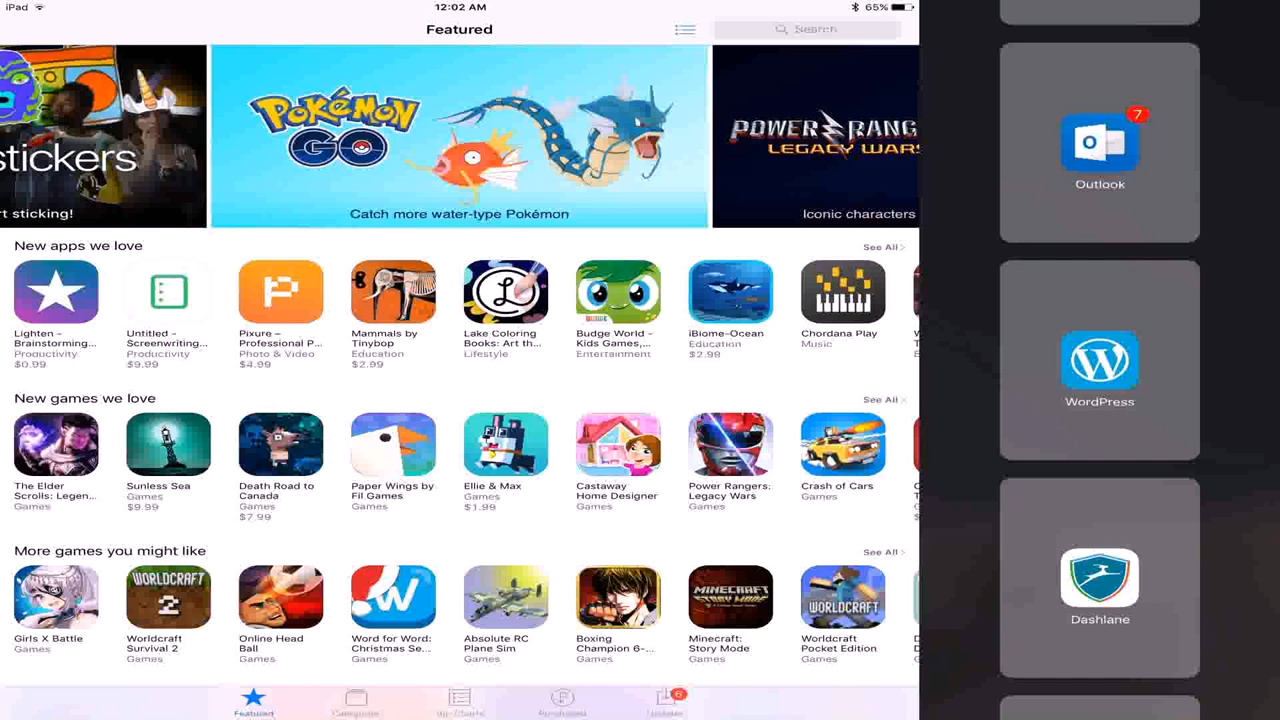 iPad
12:02 AM
65%
Featured
Search
stickers
rt sticking!
POKÉMON
GO
Catch more water-type Pokémon
POWER RANG
LEGACY WARS
Iconic characters
New apps we love
See All
Lighten –
Brainstorming...
Productivity
$0.99
Untitled -
Screenwriting...
Productivity
$9.99
Pixure –
Professional P...
Photo & Video
$4.99
Mammals by
Tinybop
Education
$2.99
Lake Coloring
Books: Art th...
Lifestyle
Budge World -
Kids Games,...
Entertainment
iBiome-Ocean
Education
$2.99
Chordana Play
Music
New games we love
See All
The Elder
Scrolls: Legen...
Games
Sunless Sea
Games
$9.99
Death Road to
Canada
Games
$7.99
Paper Wings by
Fil Games
Games
Ellie & Max
Games
$1.99
Castaway
Home Designer
Games
Power Rangers:
Legacy Wars
Games
Crash of Cars
Games
More games you might like
See All
WORLDCRAFT
2
W
MINECRAFT
STORY MODE
WORLDCRAFT
Girls X Battle
Games
Worldcraft
Survival 2
Games
Online Head
Ball
Games
Word for Word:
Christmas Se...
Games
Absolute RC
Plane Sim
Games
Boxing
Champion 6-...
Games
Minecraft:
Story Mode
Games
Worldcraft
Pocket Edition
Games
Featured
6
7
Outlook
WordPress
Dashlane